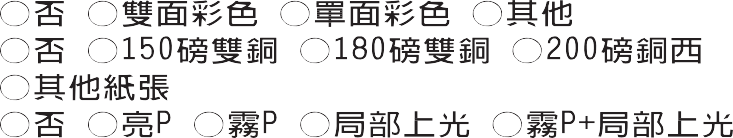 ○否 ○雙面彩色 ○單面彩色 ○其他
○否 ○150磅雙銅 ○180磅雙銅 ○200磅銅西
○其他紙張
○否 ○亮P ○霧P ○局部上光 ○霧P+局部上光